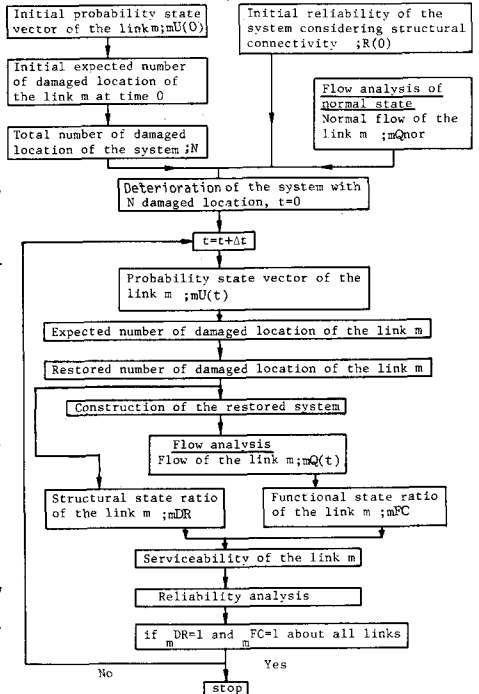 Initial probability state
vector of the link m;mU(0)
Initial reliability of the
system considering structural
connectivity ;R(0)
Initial expected number
of damaged location of
the link m at time 0
Flow analysis of
normal state
Normal flow of the
link m ;mQnor
Total number of damaged
location of the system ;N
Deterioration of the system with
N damaged location, t=0
t=t+Δt
Probability state vector of the
link m ;mU(t)
Expected number of damaged location of the link m
Restored number of damaged location of the link m
Construction of the restored system
Flow analysis
Flow of the link m;mQ(t)
Structural state ratio
of the link m ;mDR
Functional state ratio
of the link m ;mFC
Serviceability of the link m
Reliability analysis
if mDR=1 and mFC=1 about all links
No
Yes
stop